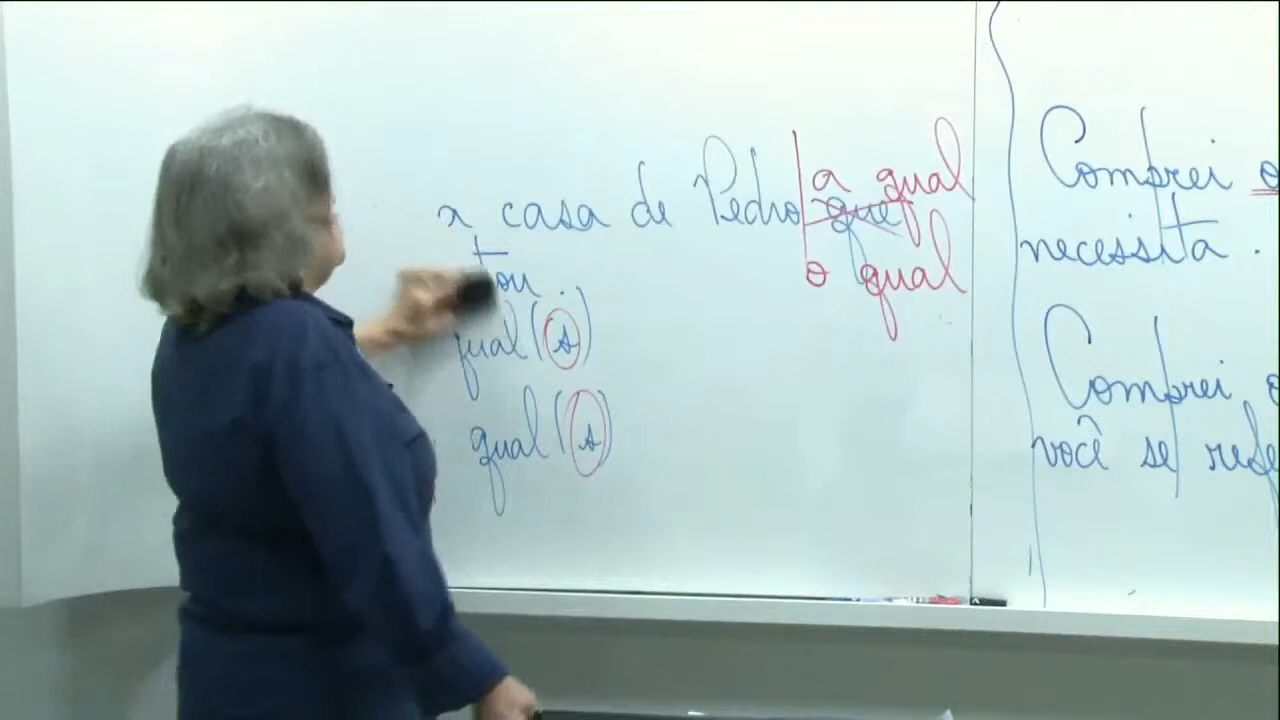 casa de Pedro que
a qual
o qual
tou.
qual(s)
qual(s)
Comprei o
necessita.
Comprei o
você se refe